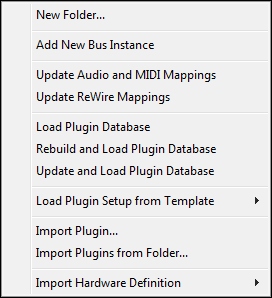 New Folder...
Add New Bus Instance
Update Audio and MIDI Mappings
Update ReWire Mappings
Load Plugin Database
Rebuild and Load Plugin Database
Update and Load Plugin Database
Load Plugin Setup from Template
Import Plugin...
Import Plugins from Folder...
Import Hardware Definition